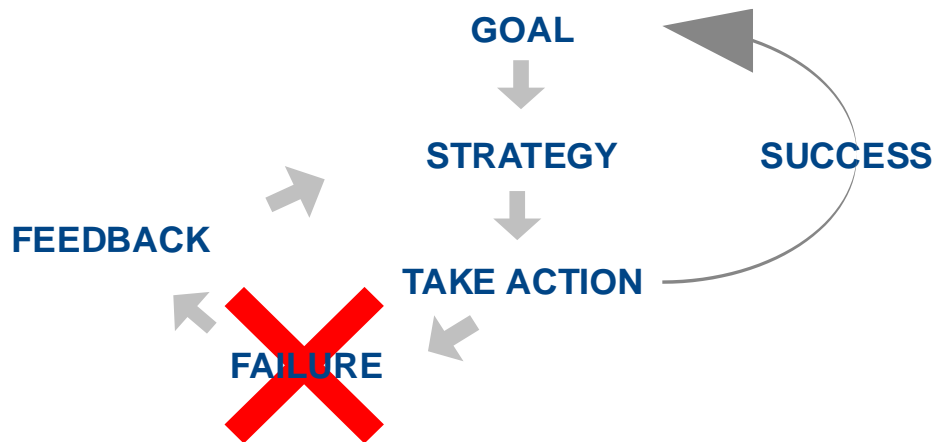 GOAL
STRATEGY
SUCCESS
FEEDBACK
TAKE ACTION
FAILURE